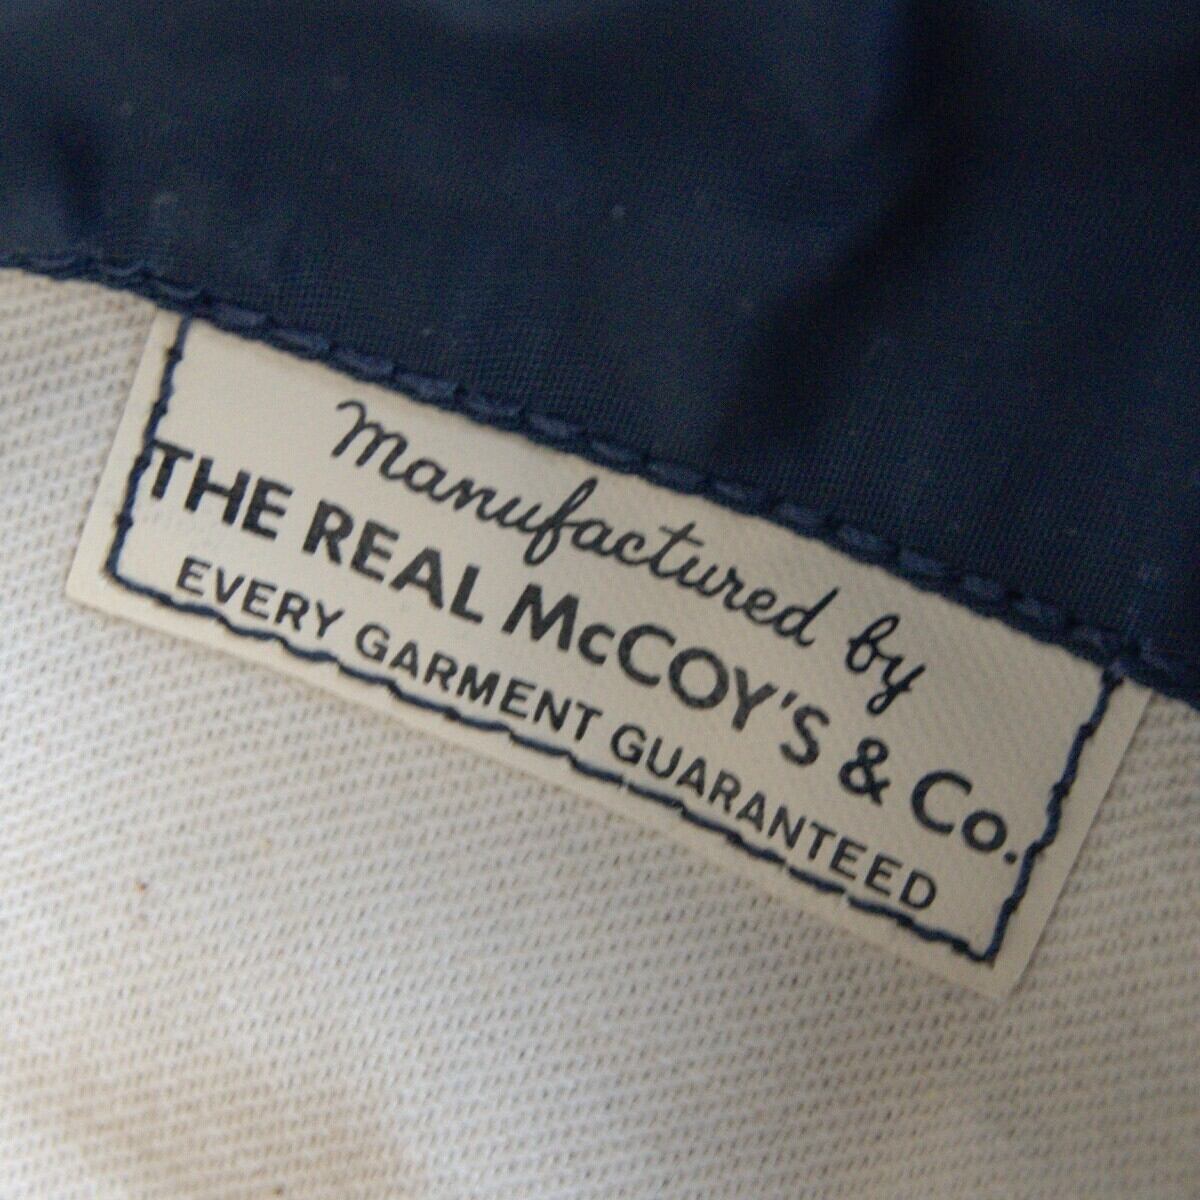 Manufactured by
THE REAL McCOY'S & Co.
EVERY GARMENT GUARANTEED